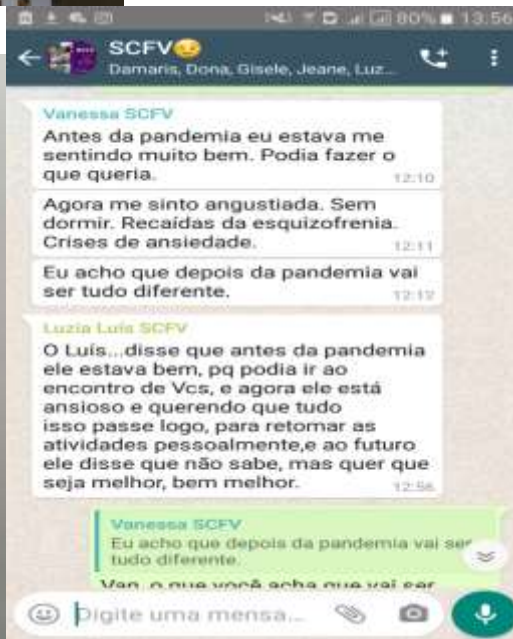 80% 13:56
SCFV
Damaris, Dona, Gisele, Jeane, Luz...
Vanessa SCFV
Antes da pandemia eu estava me
sentindo muito bem. Podia fazer o
que queria.
12:10
Agora me sinto angustiada. Sem
dormir. Recaídas da esquizofrenia.
Crises de ansiedade.
12:11
Eu acho que depois da pandemia vai
ser tudo diferente.
12:12
Luzia Luís SCFV
O Luís...disse que antes da pandemia
ele estava bem, pq podia ir ao
encontro de Vcs, e agora ele está
ansioso e querendo que tudo
isso passe logo, para retomar as
atividades pessoalmente,e ao futuro
ele disse que não sabe, mas quer que
seja melhor, bem melhor.
12:56
Vanessa SCFV
Eu acho que depois da pandemia vai ser
tudo diferente.
Van, o que você acha que vai ser
Digite uma mensa...